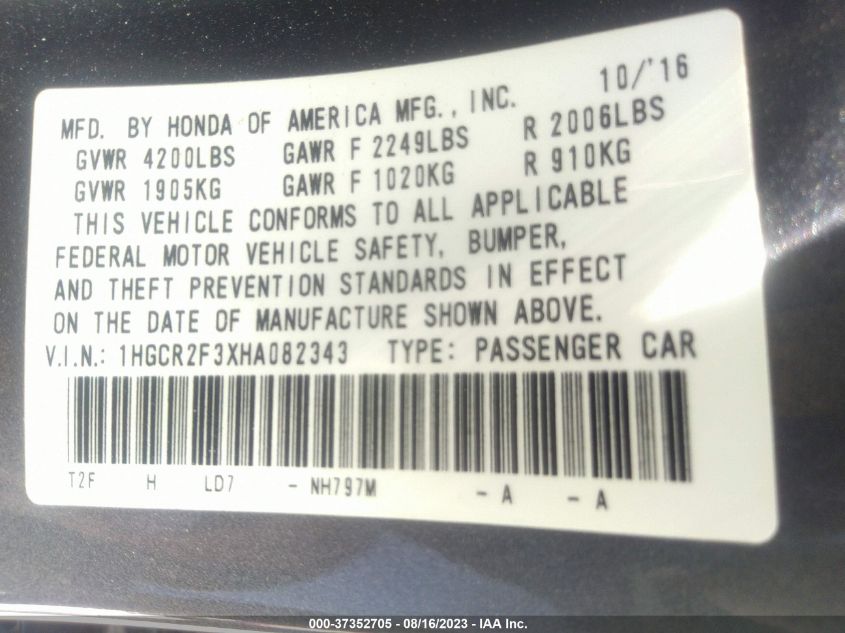 10/'16
MFD. BY HONDA OF AMERICA MFG., INC.
GVWR 4200LBS GAWR F 2249LBS R 2006LBS
GVWR 1905KG GAWR F 1020KG R 910KG
THIS VEHICLE CONFORMS TO ALL APPLICABLE
FEDERAL MOTOR VEHICLE SAFETY, BUMPER,
AND THEFT PREVENTION STANDARDS IN EFFECT
ON THE DATE OF MANUFACTURE SHOWN ABOVE.
V.I.N.: 1HGCR2F3XHA082343 TYPE: PASSENGER CAR
T2F H LD7 - NH797M - A - A
000-37352705 - 08/16/2023 - IAA Inc.